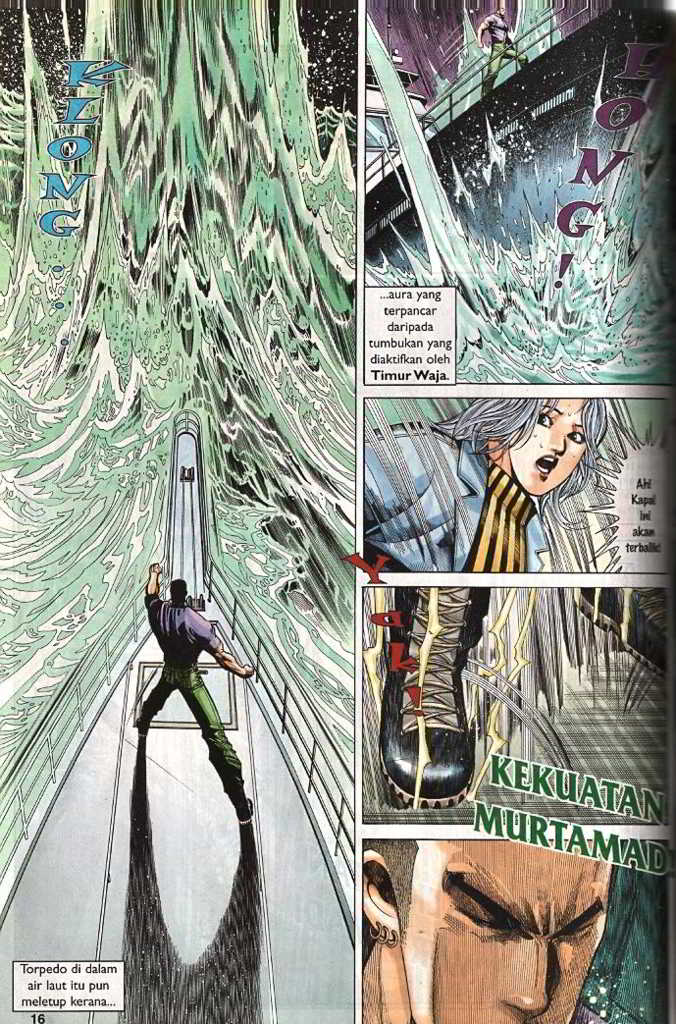 KLONG...
Torpedo di dalam
air laut itu pun
meletup kerana...
16
KLONG!
...aura yang
terpancar
daripada
tumbukan yang
diaktifkan oleh
Timur Waja.
Ah!
Kapal
ini
akan
terbalik!
Yak!
KEKUATAN
MURTAMAD